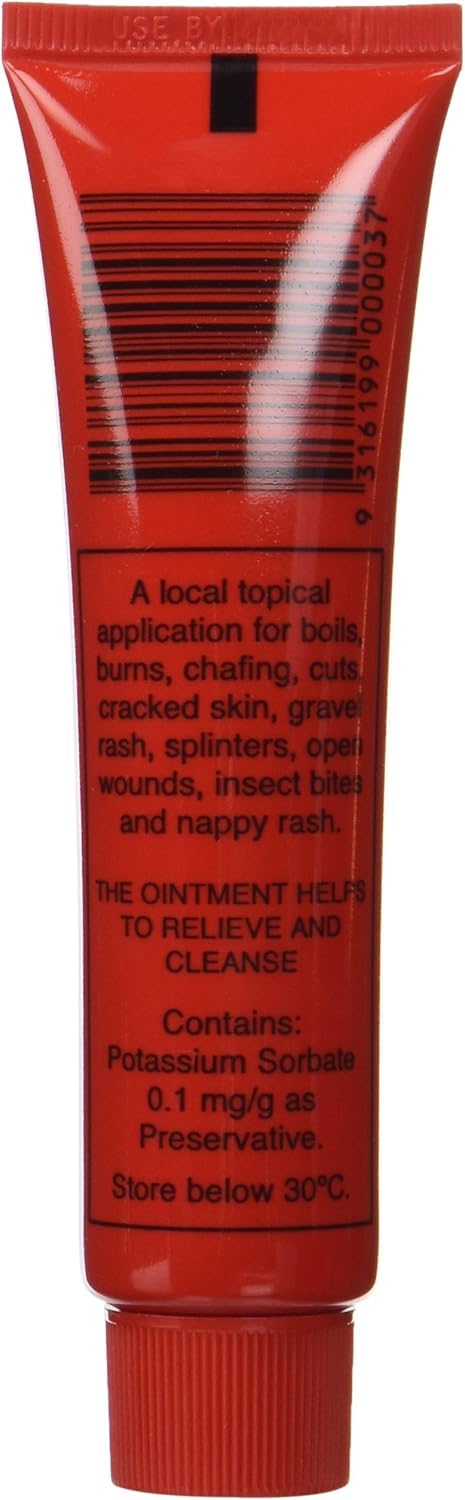 USE BY
9 316199 000037
A local topical
application for boils,
burns, chafing, cuts,
cracked skin, gravel
rash, splinters, open
wounds, insect bites
and nappy rash.
THE OINTMENT HELPS
TO RELIEVE AND
CLEANSE
Contains:
Potassium Sorbate
0.1 mg/g as
Preservative.
Store below 30ºC.